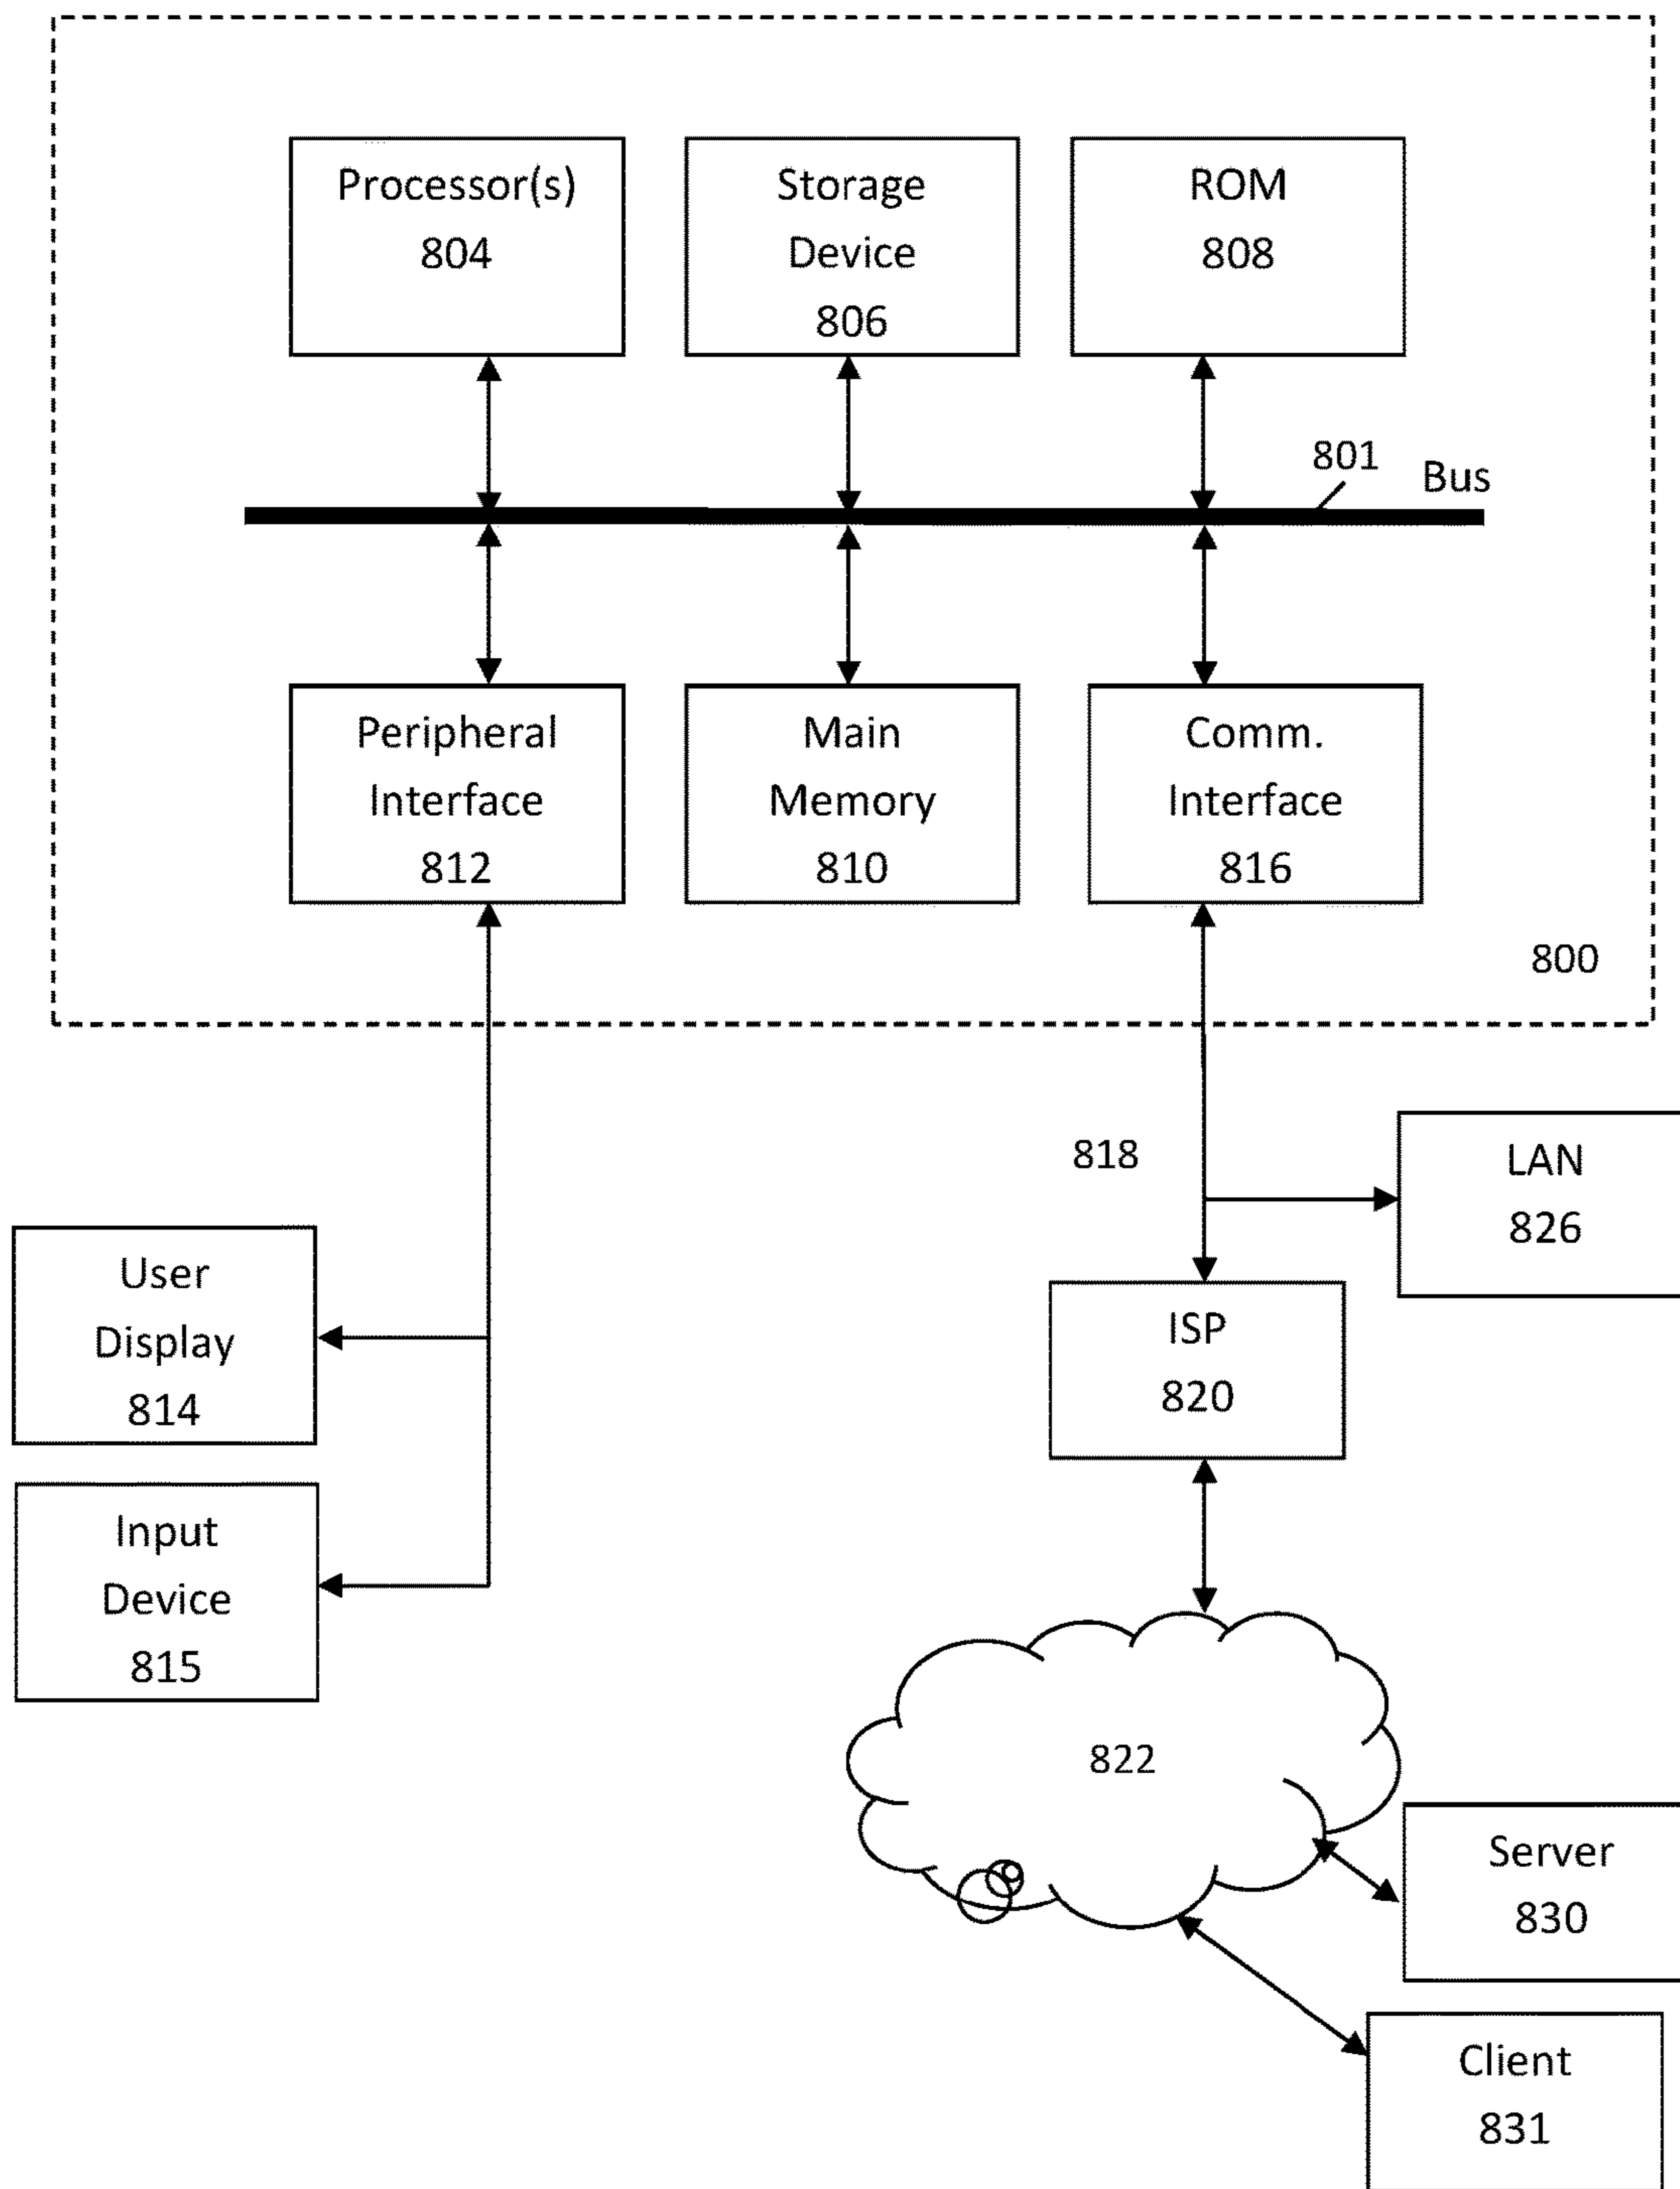 Processor(s)
804
Storage
Device
806
ROM
808
801
Bus
Peripheral
Interface
812
Main
Memory
810
Comm.
Interface
816
800
818
LAN
826
User
Display
814
ISP
820
Input
Device
815
822
Server
830
Client
831